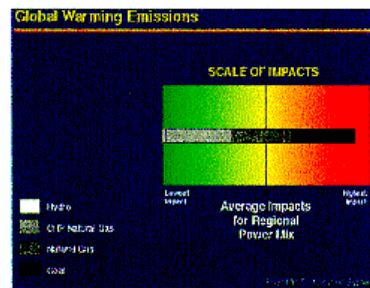 Global Warming Emissions
SCALE OF IMPACTS
Lowest
Impact
Highest
Impact
Average Impacts
for Regional
Power Mix
Hydro
CHP Natural Gas
Natural Gas
Coal